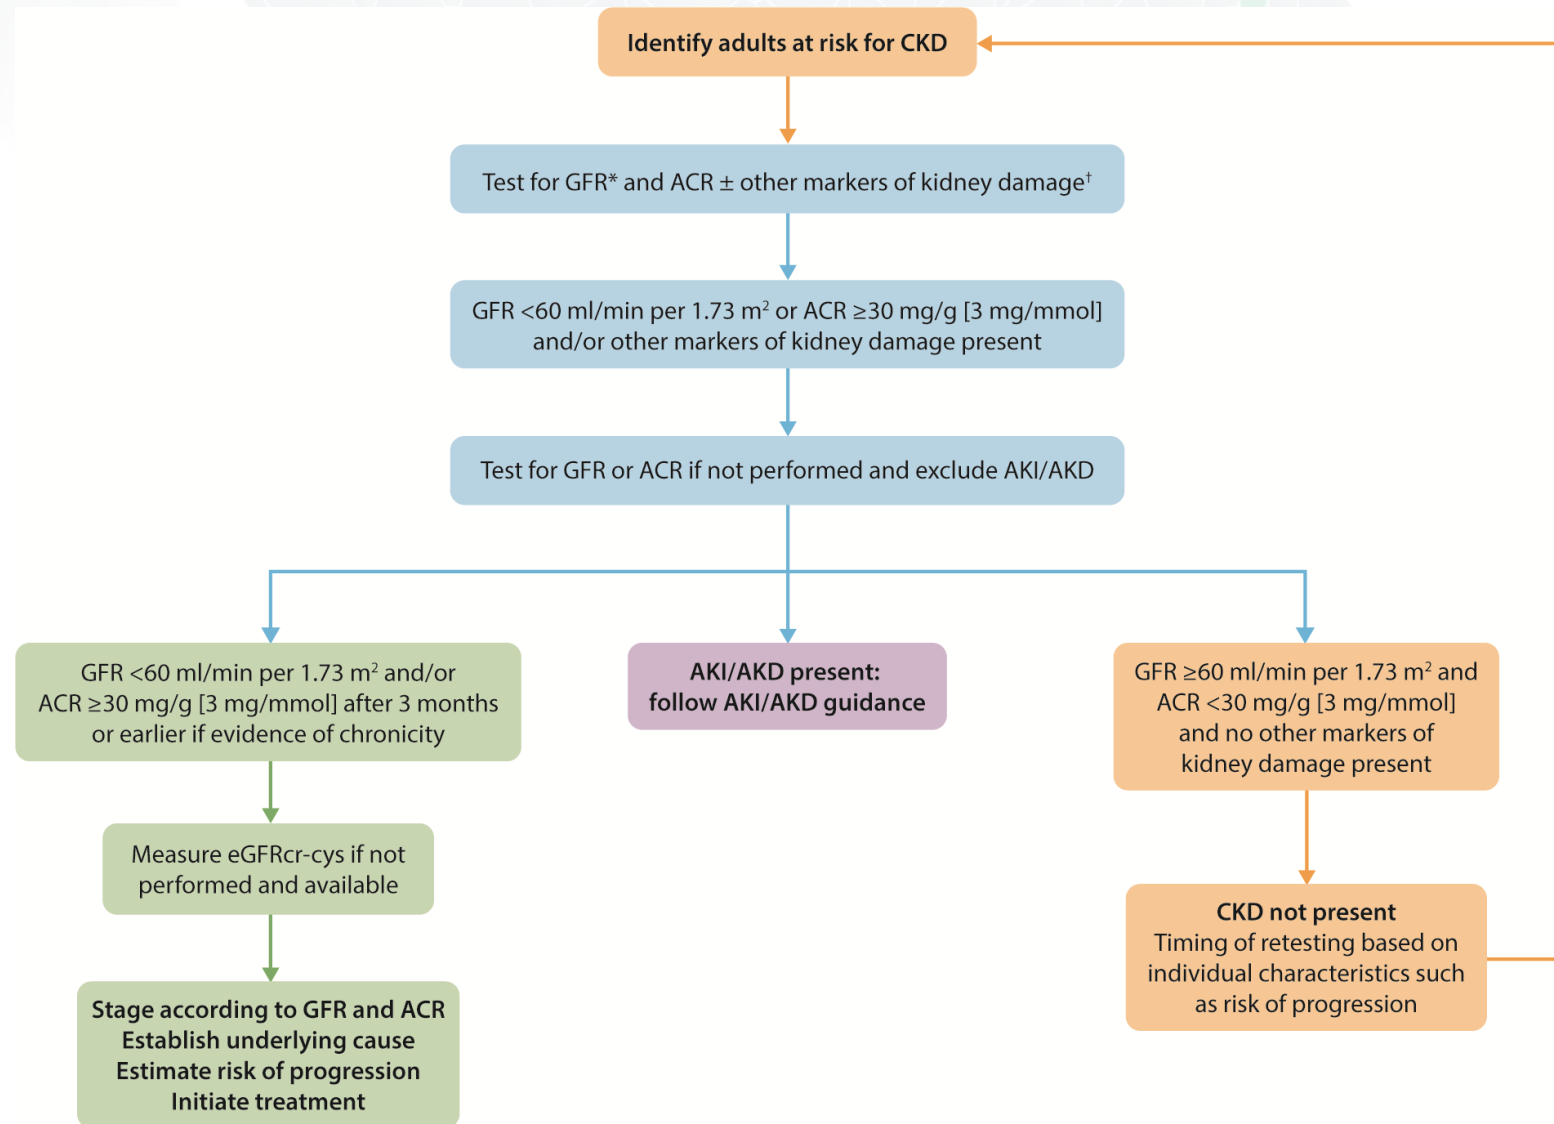 Identify adults at risk for CKD
Test for GFR* and ACR ± other markers of kidney damage†
GFR <60 ml/min per 1.73 m² or ACR ≥30 mg/g [3 mg/mmol]
and/or other markers of kidney damage present
Test for GFR or ACR if not performed and exclude AKI/AKD
GFR <60 ml/min per 1.73 m² and/or
ACR ≥30 mg/g [3 mg/mmol] after 3 months
or earlier if evidence of chronicity
Measure eGFRcr-cys if not
performed and available
Stage according to GFR and ACR
Establish underlying cause
Estimate risk of progression
Initiate treatment
AKI/AKD present:
follow AKI/AKD guidance
GFR ≥60 ml/min per 1.73 m² and
ACR <30 mg/g [3 mg/mmol]
and no other markers of
kidney damage present
CKD not present
Timing of retesting based on
individual characteristics such
as risk of progression